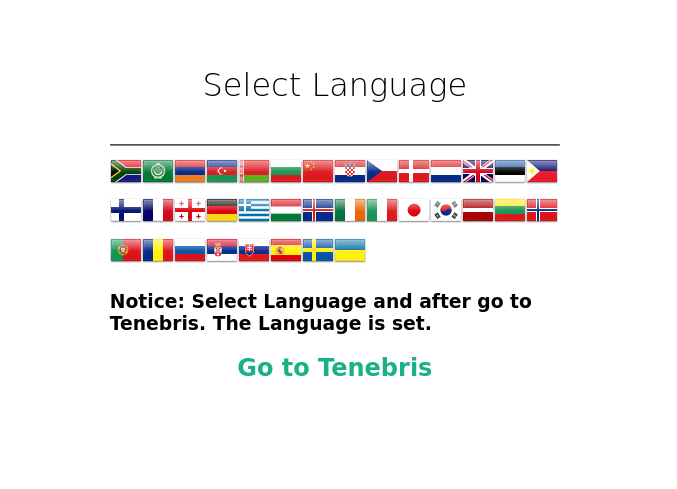 Select Language
Notice: Select Language and after go to
Tenebris. The Language is set.
Go to Tenebris